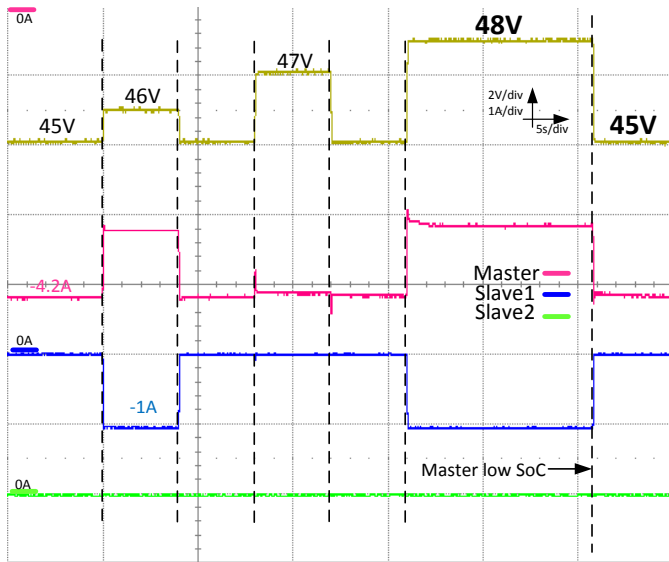 0A
48V
47V
46V
2V/div
1A/div
5s/div
45V
45V
Master
-4.2A
Slave1
Slave2
0A
-1A
Master low SoC
0A